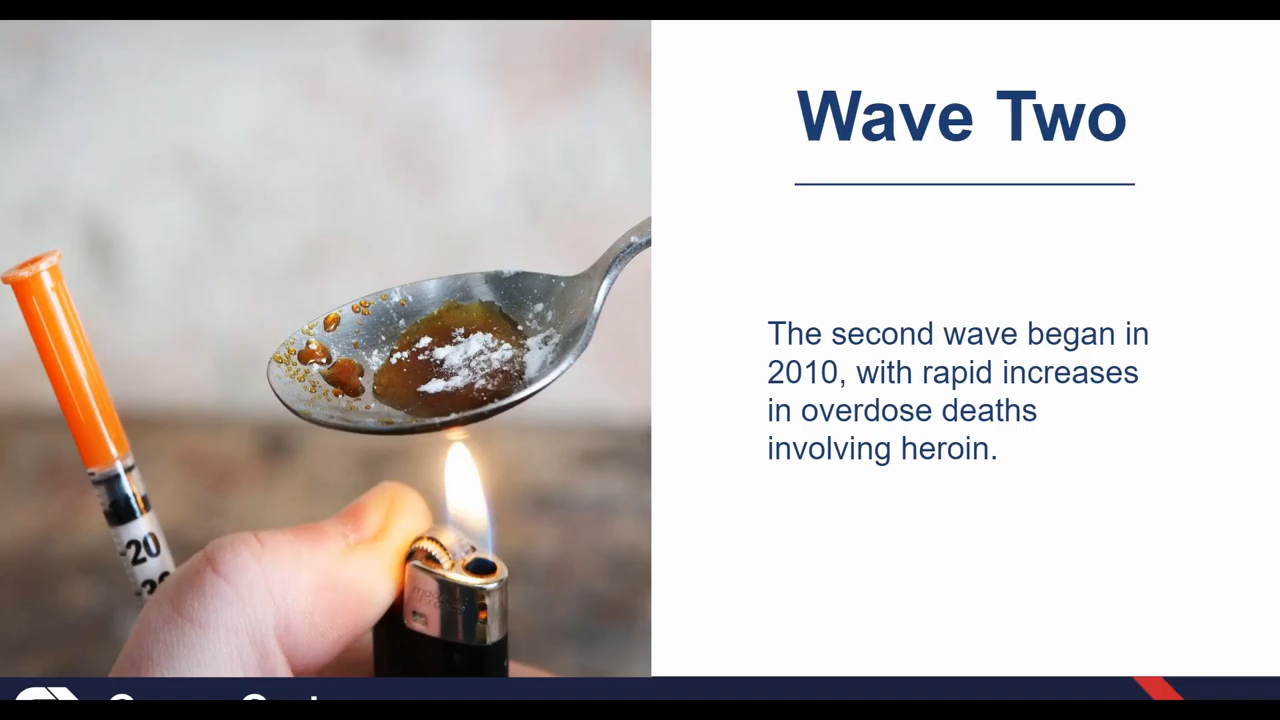 Wave Two
The second wave began in
2010, with rapid increases
in overdose deaths
involving heroin.
20